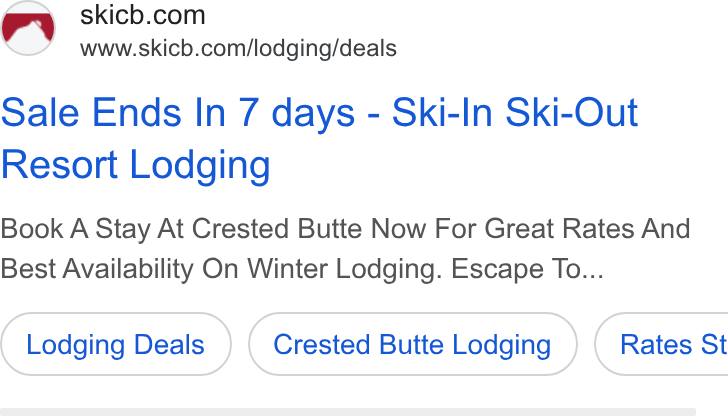 skicb.com
www.skicb.com/lodging/deals
Sale Ends In 7 days - Ski-In Ski-Out
Resort Lodging
Book A Stay At Crested Butte Now For Great Rates And
Best Availability On Winter Lodging. Escape To...
Lodging Deals
Crested Butte Lodging
Rates St